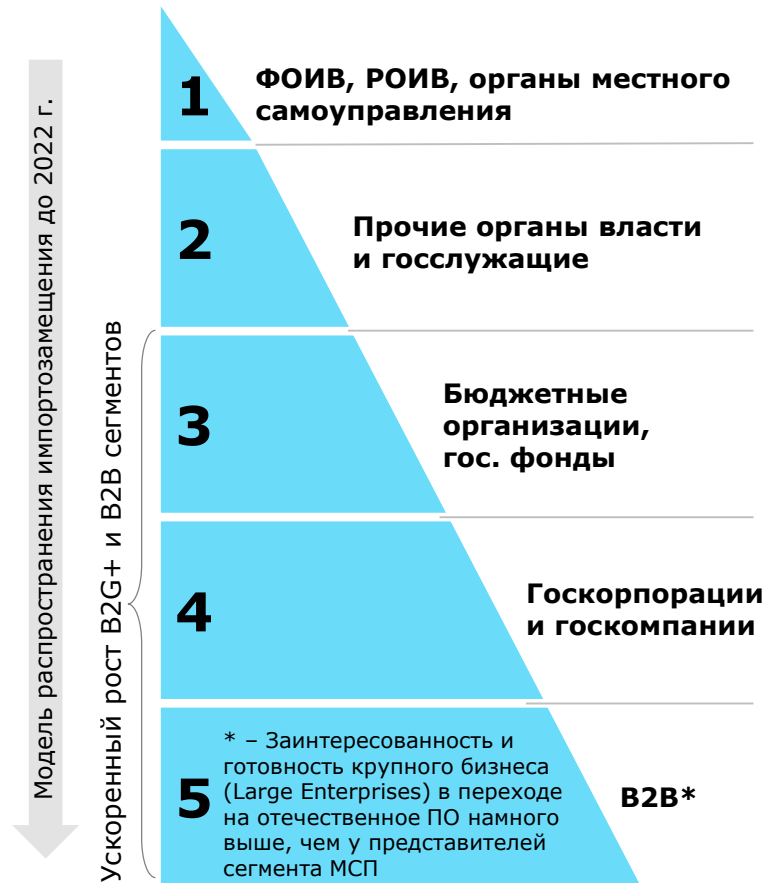 Модель распространения импортозамещения до 2022 г.
Ускоренный рост B2G+ и B2B сегментов
1
ФОИВ, РОИВ, органы местного
самоуправления
2
Прочие органы власти
и госслужащие
3
Бюджетные
организации,
гос. фонды
4
Госкорпорации
и госкомпании
5
* – Заинтересованность и
готовность крупного бизнеса
(Large Enterprises) в переходе
на отечественное ПО намного
выше, чем у представителей
сегмента МСП
B2B*